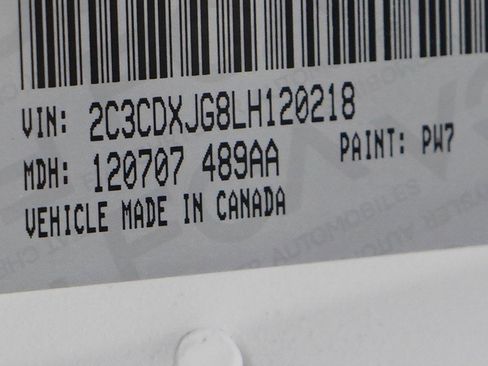 VIN: 2C3CDXJG8LH120218
MDH: 120707 489AA PAINT: PW7
VEHICLE MADE IN CANADA